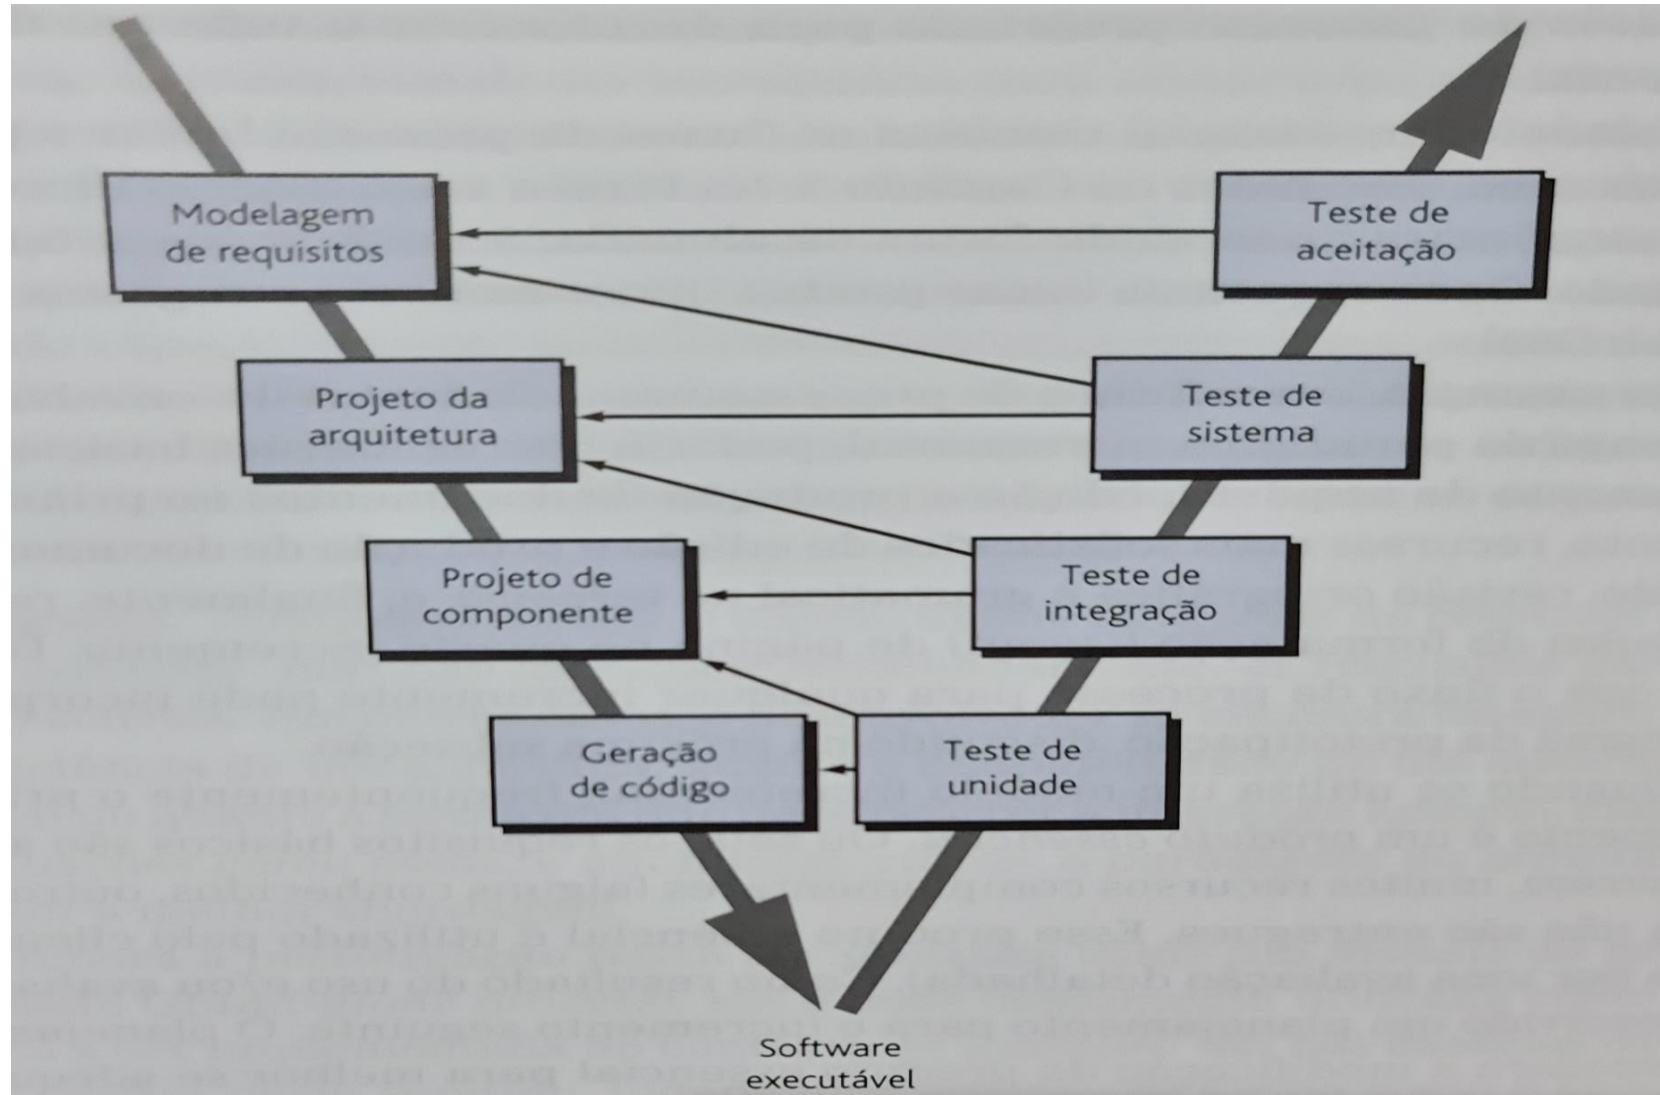 Modelagem
de requisitos
Teste de
aceitação
Projeto da
arquitetura
Teste de
sistema
Projeto de
componente
Teste de
integração
Geração
de código
Teste de
unidade
Software
executável